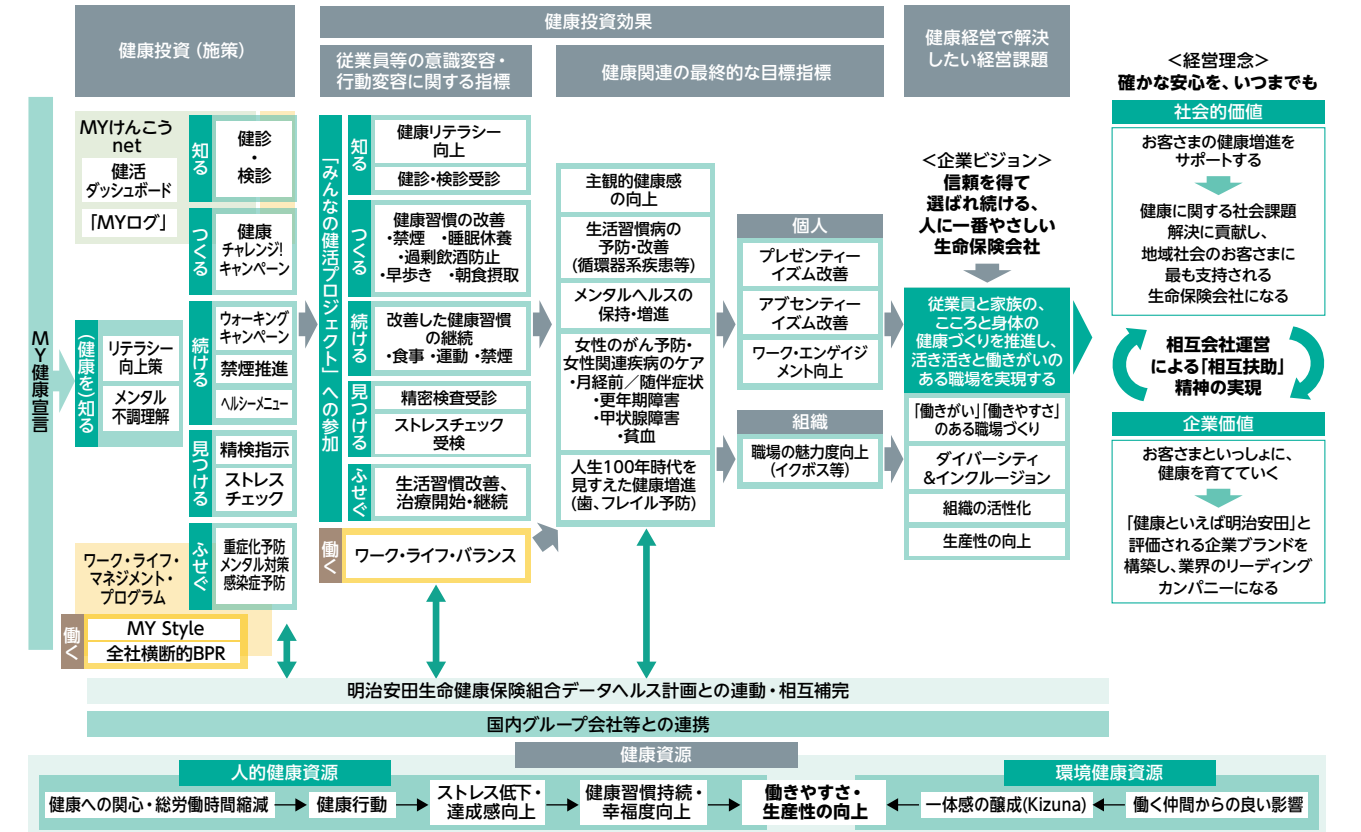 健康投資（施策）
健康投資効果
従業員等の意識変容・
行動変容に関する指標
健康関連の最終的な目標指標
健康経営で解決
したい経営課題
＜経営理念＞
確かな安心を、いつまでも
MY健康宣言
MYけんこう
net
健活
ダッシュボード
「MYログ」
（健康を）知る
リテラシー
向上策
メンタル
不調理解
知る
健診
・
検診
つくる
健康
チャレンジ！
キャンペーン
続ける
ウォーキング
キャンペーン
禁煙推進
ヘルシーメニュー
見つける
精検指示
ストレス
チェック
ふせぐ
重症化予防
メンタル対策
感染症予防
ワーク・ライフ・
マネジメント・
プログラム
働く
MY Style
全社横断的BPR
「みんなの健活プロジェクト」への参加
知る
健康リテラシー
向上
健診・検診受診
つくる
健康習慣の改善
・禁煙　・睡眠休養
・過剰飲酒防止
・早歩き　・朝食摂取
続ける
改善した健康習慣
の継続
・食事 ・運動 ・禁煙
見つける
精密検査受診
ストレスチェック
受検
ふせぐ
生活習慣改善、
治療開始・継続
働く
ワーク・ライフ・バランス
主観的健康感
の向上
生活習慣病の
予防・改善
(循環器系疾患等)
メンタルヘルスの
保持・増進
女性のがん予防・
女性関連疾病のケア
・月経前／随伴症状
・更年期障害
・甲状腺障害
・貧血
人生100年時代を
見すえた健康増進
(歯、フレイル予防)
個人
プレゼンティー
イズム改善
アブセンティー
イズム改善
ワーク・エンゲイジ
メント向上
組織
職場の魅力度向上
(イクボス等)
＜企業ビジョン＞
信頼を得て
選ばれ続ける、
人に一番やさしい
生命保険会社
従業員と家族の、
こころと身体の
健康づくりを推進し、
活き活きと働きがいの
ある職場を実現する
「働きがい」「働きやすさ」
のある職場づくり
ダイバーシティ
&インクルージョン
組織の活性化
生産性の向上
社会的価値
お客さまの健康増進を
サポートする
健康に関する社会課題
解決に貢献し、
地域社会のお客さまに
最も支持される
生命保険会社になる
相互会社運営
による「相互扶助」
精神の実現
企業価値
お客さまといっしょに、
健康を育てていく
「健康といえば明治安田」と
評価される企業ブランドを
構築し、業界のリーディング
カンパニーになる
明治安田生命健康保険組合データヘルス計画との連動・相互補完
国内グループ会社等との連携
健康資源
人的健康資源
環境健康資源
健康への関心・総労働時間縮減
健康行動
ストレス低下・
達成感向上
健康習慣持続・
幸福度向上
働きやすさ・
生産性の向上
一体感の醸成(Kizuna)
働く仲間からの良い影響